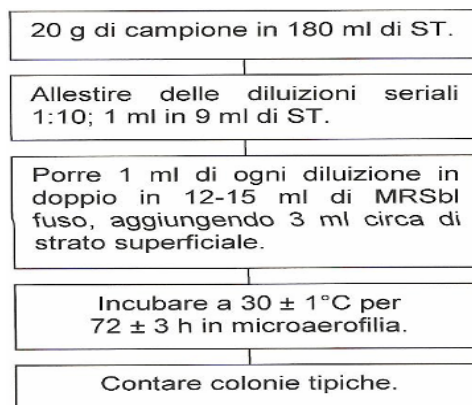 20 g di campione in 180 ml di ST.
Allestire delle diluizioni seriali
1:10; 1 ml in 9 ml di ST.
Porre 1 ml di ogni diluizione in
doppio in 12-15 ml di MRSbl
fuso, aggiungendo 3 ml circa di
strato superficiale.
Incubare a 30 ± 1°C per
72 ± 3 h in microaerofilia.
Contare colonie tipiche.